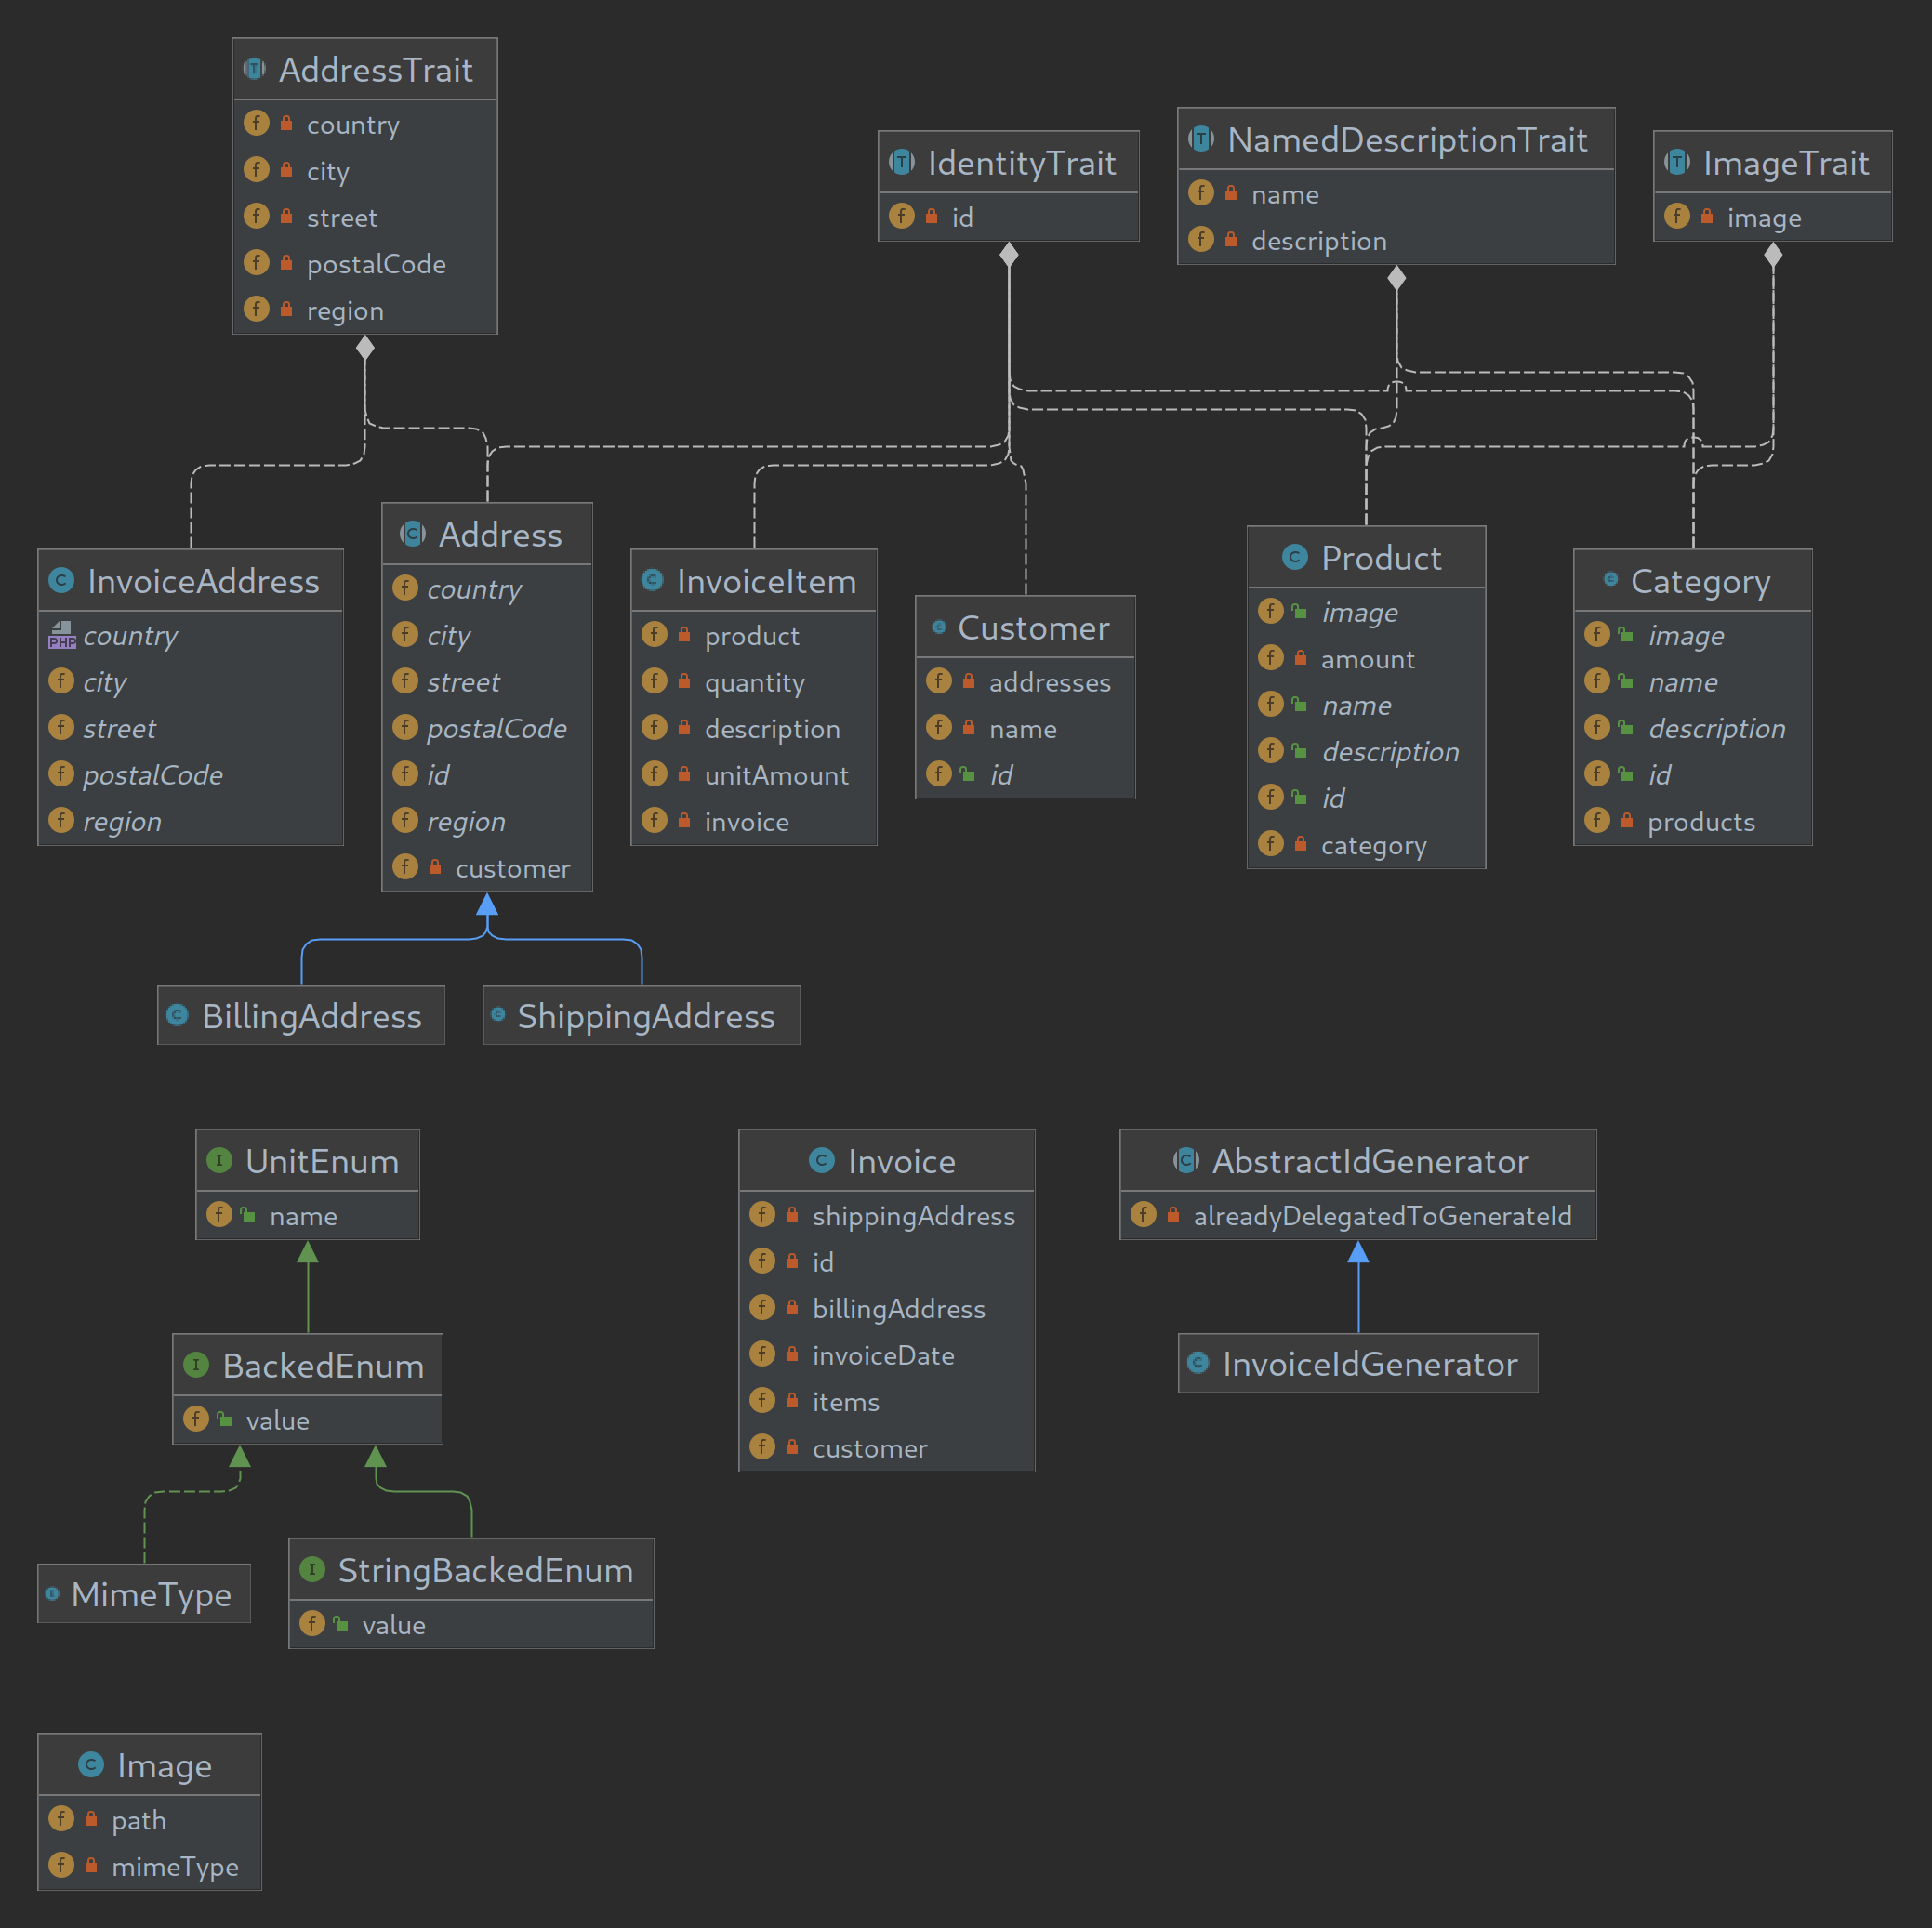 AddressTrait
country
city
street
postalCode
region
IdentityTrait
id
NamedDescriptionTrait
name
description
ImageTrait
image
InvoiceAddress
PHP
country
city
street
postalCode
region
Address
country
city
street
postalCode
id
region
customer
InvoiceItem
product
quantity
description
unitAmount
invoice
Customer
addresses
name
id
Product
image
amount
name
description
id
category
Category
image
name
description
id
products
BillingAddress
ShippingAddress
UnitEnum
name
BackedEnum
value
MimeType
StringBackedEnum
value
Invoice
shippingAddress
id
billingAddress
invoiceDate
items
customer
AbstractIdGenerator
alreadyDelegatedToGenerateId
InvoiceIdGenerator
Image
path
mimeType